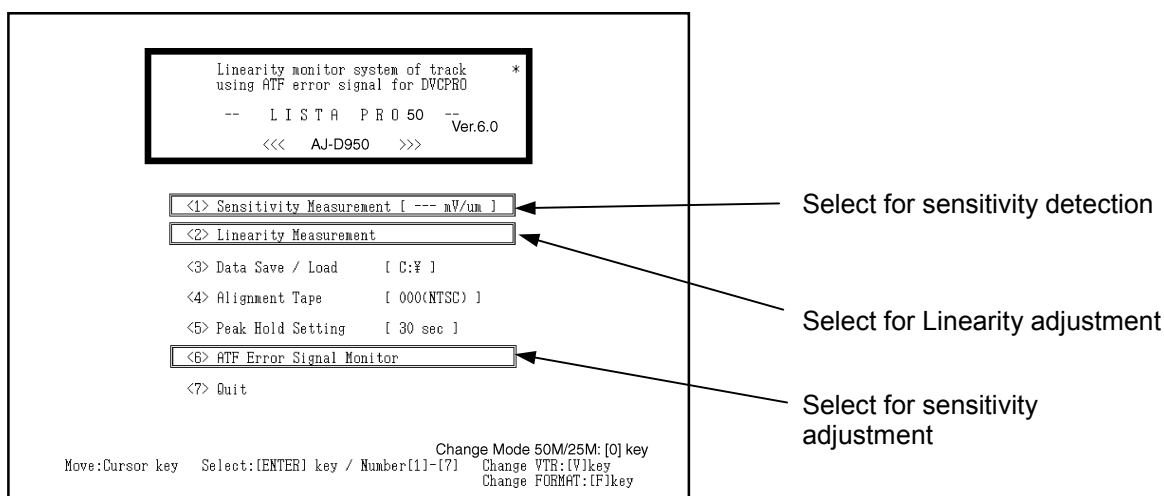 Linearity monitor system of track *
using ATF error signal for DVCPRO
-- L I S T A P R O 50 --
Ver.6.0
<<< AJ-D950 >>>
<1> Sensitivity Measurement [ --- mV/um ]
Select for sensitivity detection
<2> Linearity Measurement
<3> Data Save / Load [ C:¥ ]
<4> Alignment Tape [ 000(NTSC) ]
Select for Linearity adjustment
<5> Peak Hold Setting [ 30 sec ]
<6> ATF Error Signal Monitor
<7> Quit
Select for sensitivity
adjustment
Change Mode 50M/25M: [0] key
Move:Cursor key Select:[ENTER] key / Number[1]-[7] Change VTR:[V]key
Change FORMAT:[F]key